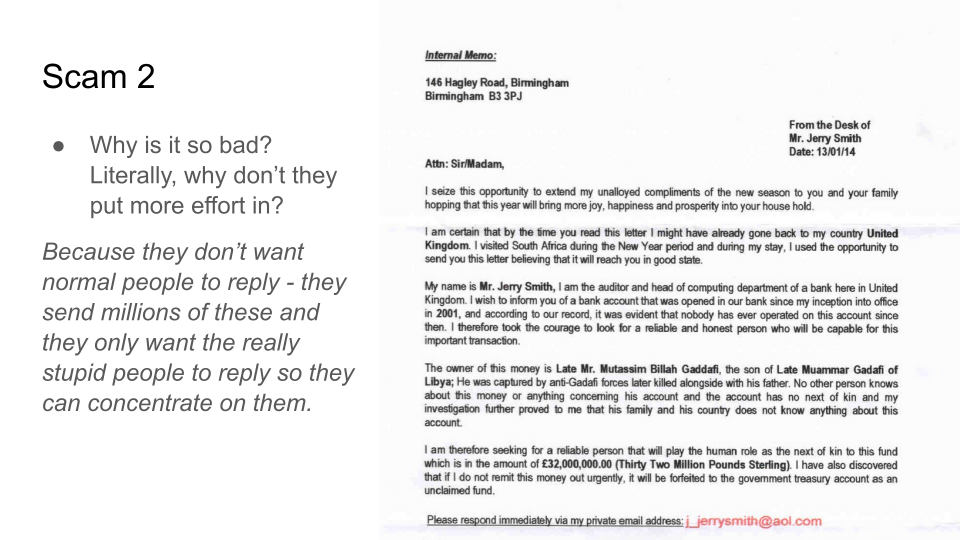 Scam 2
● Why is it so bad?
Literally, why don’t they
put more effort in?
Because they don’t want
normal people to reply - they
send millions of these and
they only want the really
stupid people to reply so they
can concentrate on them.
Internal Memo:
146 Hagley Road, Birmingham
Birmingham B3 3PJ
From the Desk of
Mr. Jerry Smith
Date: 13/01/14
Attn: Sir/Madam,
I seize this opportunity to extend my unalloyed compliments of the new season to you and your family
hopping that this year will bring more joy, happiness and prosperity into your house hold.
I am certain that by the time you read this letter I might have already gone back to my country United
Kingdom. I visited South Africa during the New Year period and during my stay, I used the opportunity to
send you this letter believing that it will reach you in good state.
My name is Mr. Jerry Smith, I am the auditor and head of computing department of a bank here in United
Kingdom. I wish to inform you of a bank account that was opened in our bank since my inception into office
in 2001, and according to our record, it was evident that nobody has ever operated on this account since
then. I therefore took the courage to look for a reliable and honest person who will be capable for this
important transaction.
The owner of this money is Late Mr. Mutassim Billah Gaddafi, the son of Late Muammar Gadafi of
Libya; He was captured by anti-Gadafi forces later killed alongside with his father. No other person knows
about this money or anything concerning his account and the account has no next of kin and my
investigation further proved to me that his family and his country does not know anything about this
account.
I am therefore seeking for a reliable person that will play the human role as the next of kin to this fund
which is in the amount of £32,000,000.00 (Thirty Two Million Pounds Sterling). I have also discovered
that if I do not remit this money out urgently, it will be forfeited to the government treasury account as an
unclaimed fund.
Please respond immediately via my private email address: j_jerrysmith@aol.com